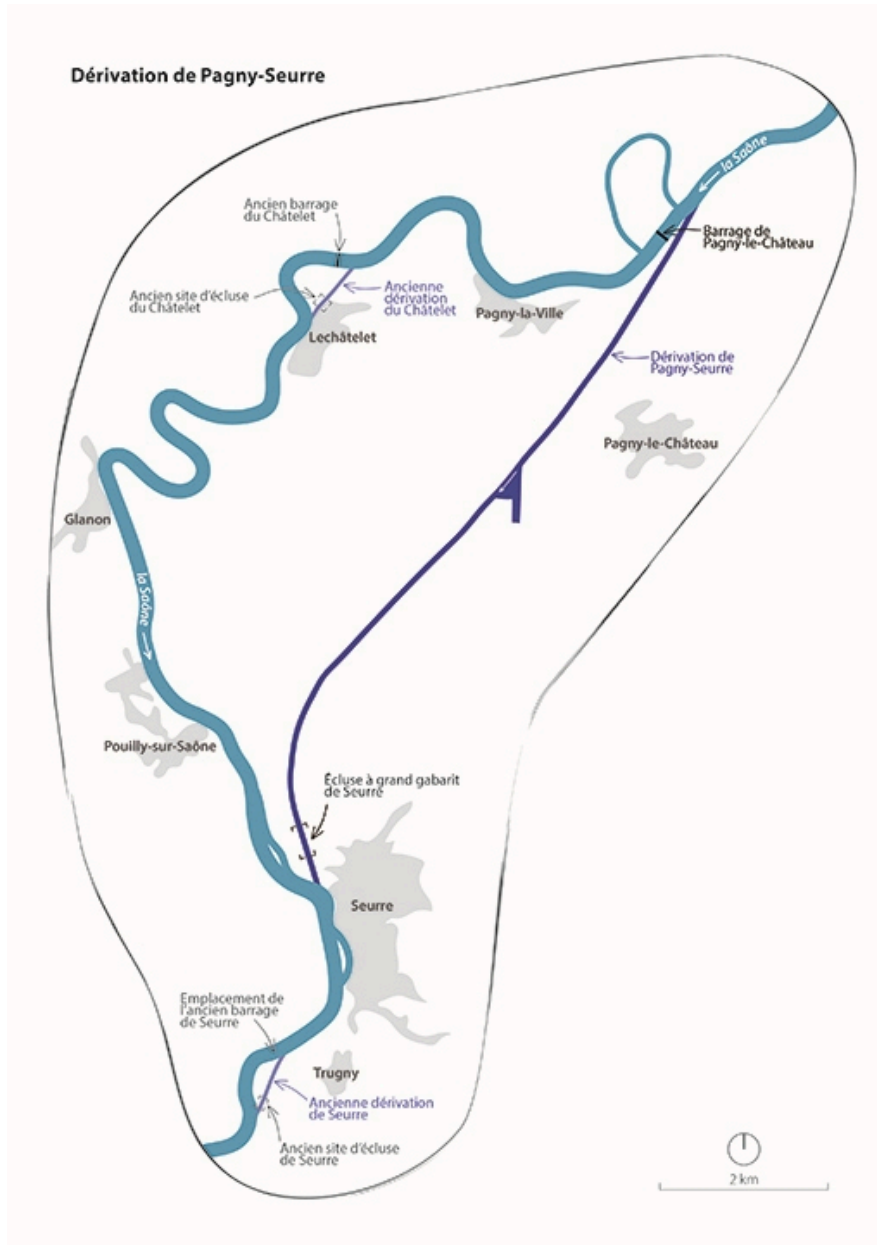 Dérivation de Pagny-Seurre
la Saône
Ancien barrage
du Châtelet
Barrage de
Pagny-le-Château
Ancien site d'écluse
du Châtelet
Ancienne
dérivation
du Châtelet
Pagny-la-Ville
Lechâtelet
Dérivation de
Pagny-Seurre
Pagny-le-Château
Glanon
la Saône
Pouilly-sur-Saône
Écluse à grand gabarit
de Seurre
Seurre
Emplacement de
l'ancien barrage
de Seurre
Trugny
Ancienne dérivation
de Seurre
Ancien site d'écluse
de Seurre
2 km